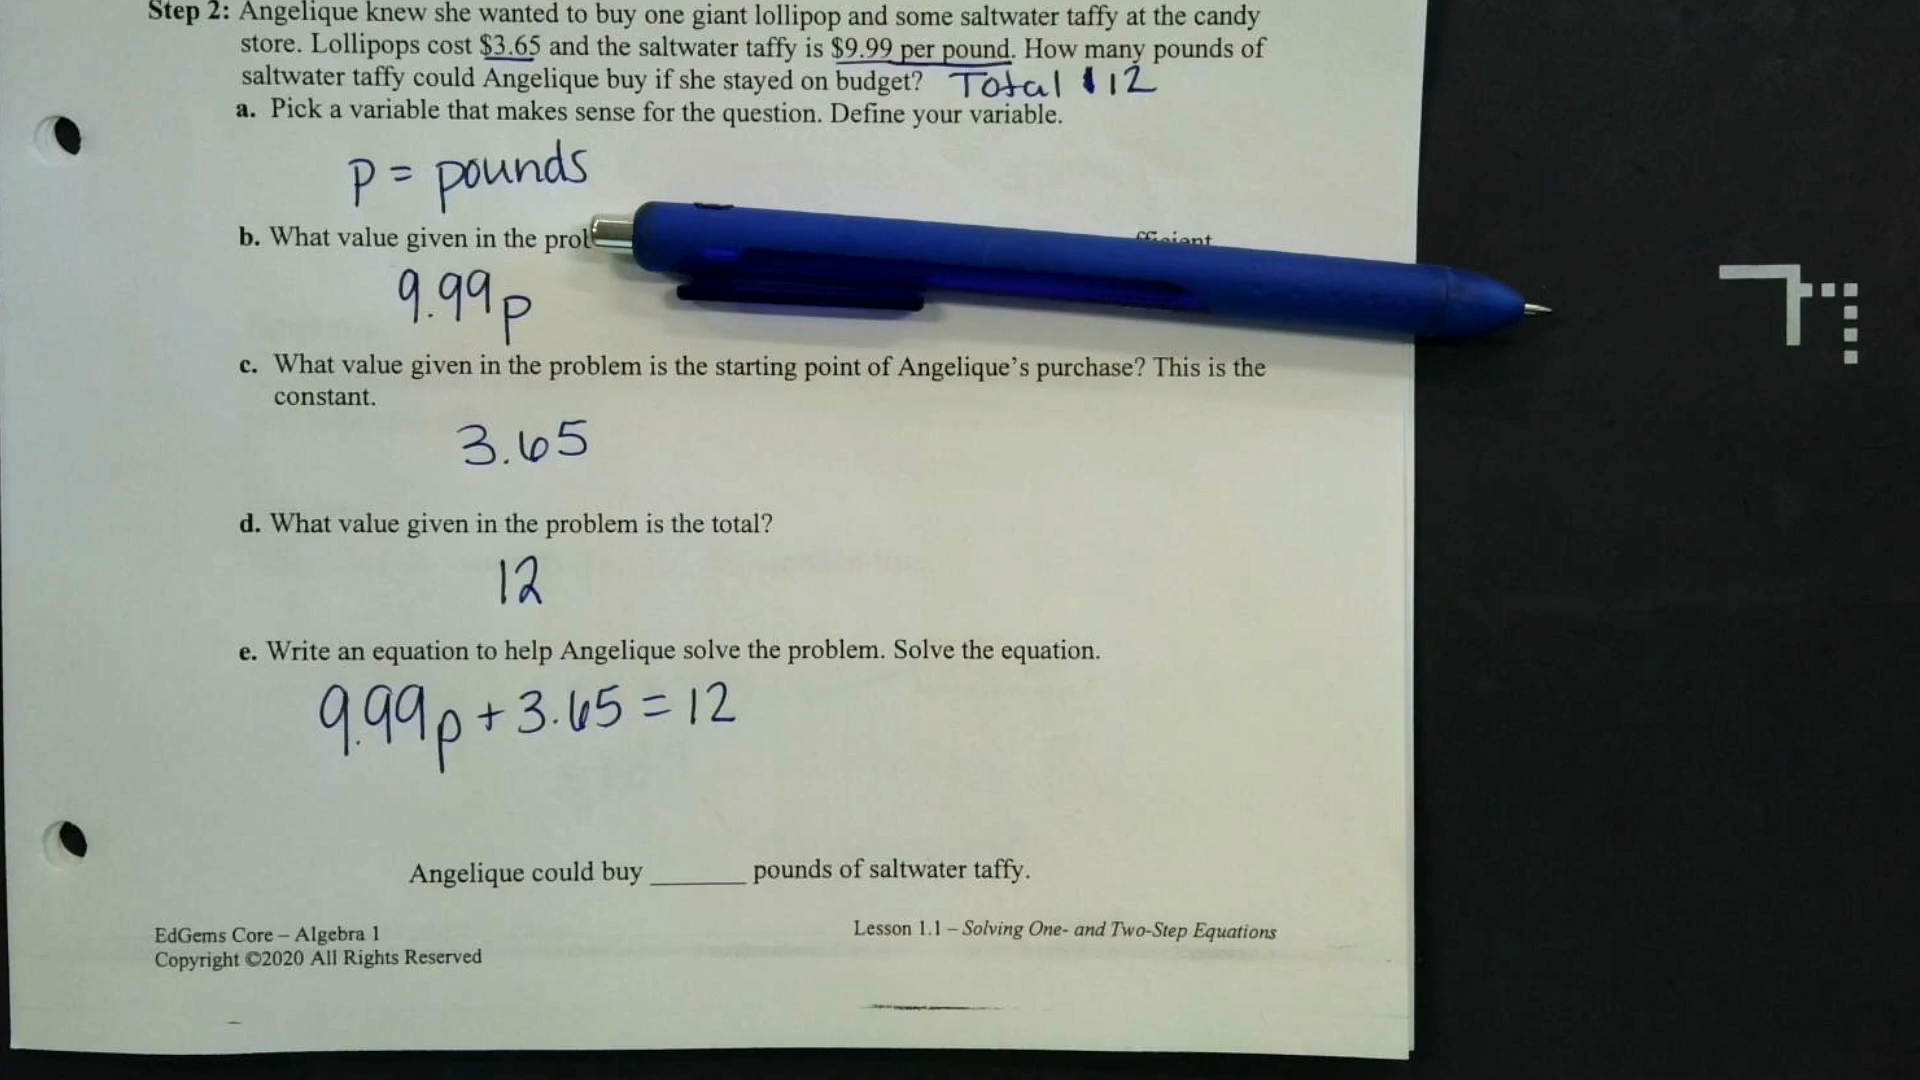 Step 2: Angelique knew she wanted to buy one giant lollipop and some saltwater taffy at the candy
store. Lollipops cost $3.65 and the saltwater taffy is $9.99 per pound. How many pounds of
saltwater taffy could Angelique buy if she stayed on budget? Total $12
a. Pick a variable that makes sense for the question. Define your variable.
p = pounds
b. What value given in the
9.99p
c. What value given in the problem is the starting point of Angelique's purchase? This is the
constant.
3.65
d. What value given in the problem is the total?
12
e. Write an equation to help Angelique solve the problem. Solve the equation.
9.99p + 3.65 = 12
Angelique could buy ______ pounds of saltwater taffy.
EdGems Core – Algebra 1
Lesson 1.1 – Solving One- and Two-Step Equations
Copyright ©2020 All Rights Reserved